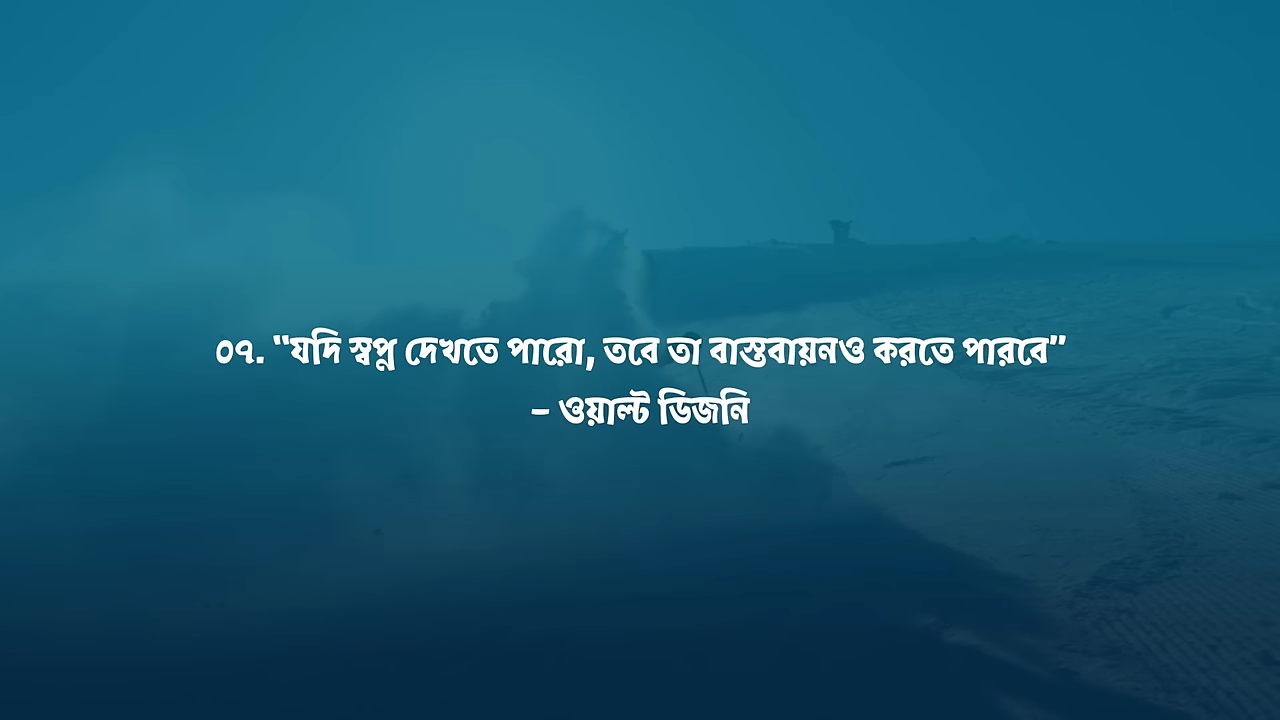 ০৭. “যদি স্বপ্ন দেখতে পারো, তবে তা বাস্তবায়নও করতে পারবে”
– ওয়াল্ট ডিজনি